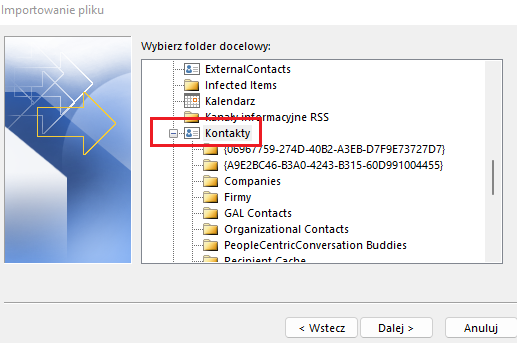 Importowanie pliku
Wybierz folder docelowy:
ExternalContacts
Infected Items
Kalendarz
Kanały informacyjne RSS
Kontakty
{06967759-274D-40B2-A3EB-D7F9E73727D7}
{A9E2BC46-B3A0-4243-B315-60D991004455}
Companies
Firmy
GAL Contacts
Organizational Contacts
PeopleCentricConversation Buddies
Recipient Cache
< Wstecz
Dalej >
Anuluj